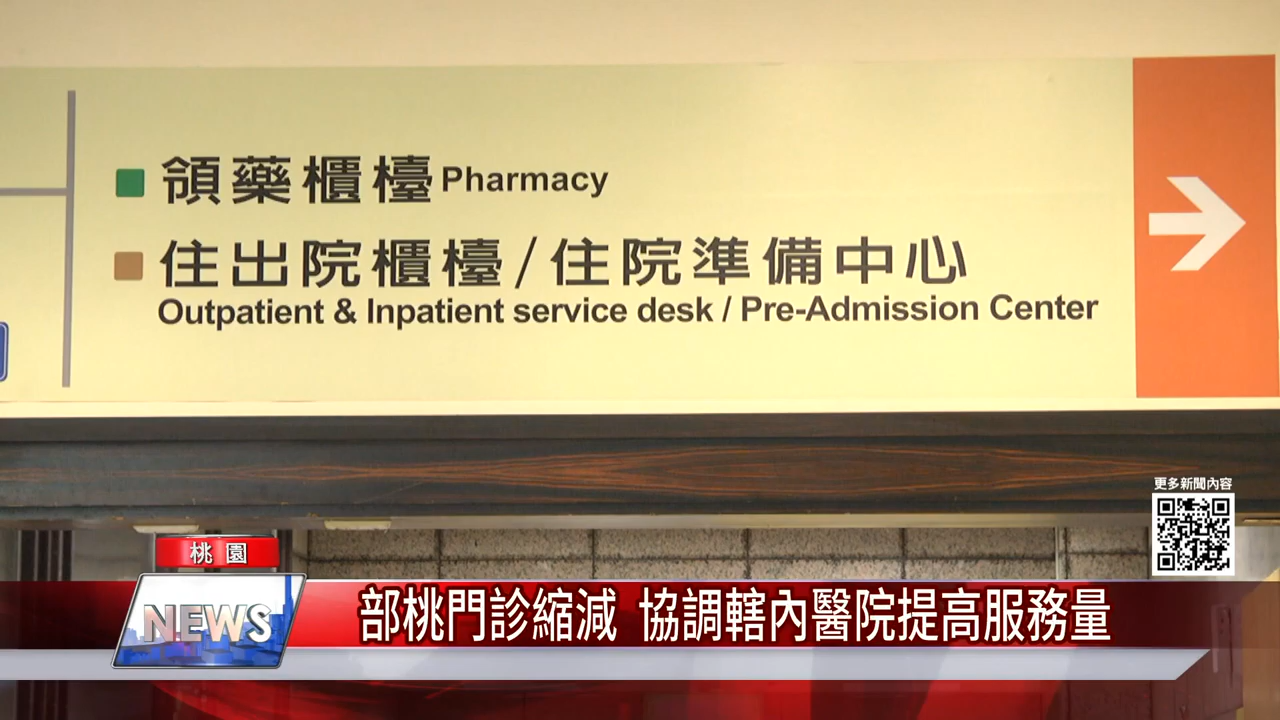 領藥櫃檯 Pharmacy
住出院櫃檯/住院準備中心
Outpatient & Inpatient service desk / Pre-Admission Center
更多新聞內容
桃園
NEWS
部桃門診縮減 協調轄內醫院提高服務量